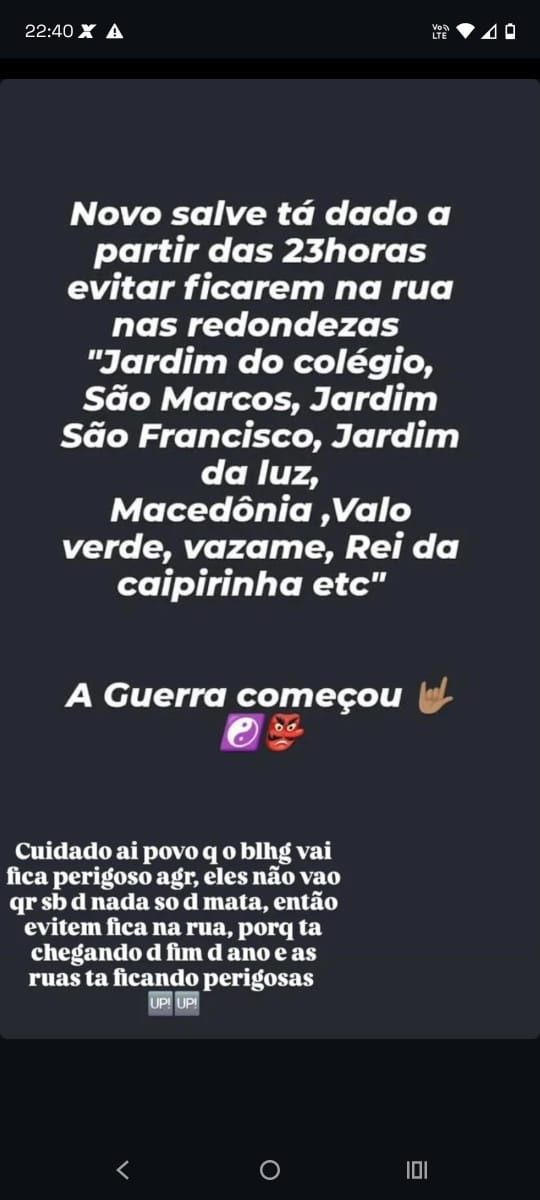 22:40
Vo))
LTE
Novo salve tá dado a
partir das 23horas
evitar ficarem na rua
nas redondezas
"Jardim do colégio,
São Marcos, Jardim
São Francisco, Jardim
da luz,
Macedônia ,Valo
verde, vazame, Rei da
caipirinha etc"
A Guerra começou 🤟🏽
☯️👺
Cuidado ai povo q o blhg vai
fica perigoso agr, eles não vao
qr sb d nada so d mata, então
evitem fica na rua, porq ta
chegando d fim d ano e as
ruas ta ficando perigosas
🆙🆙